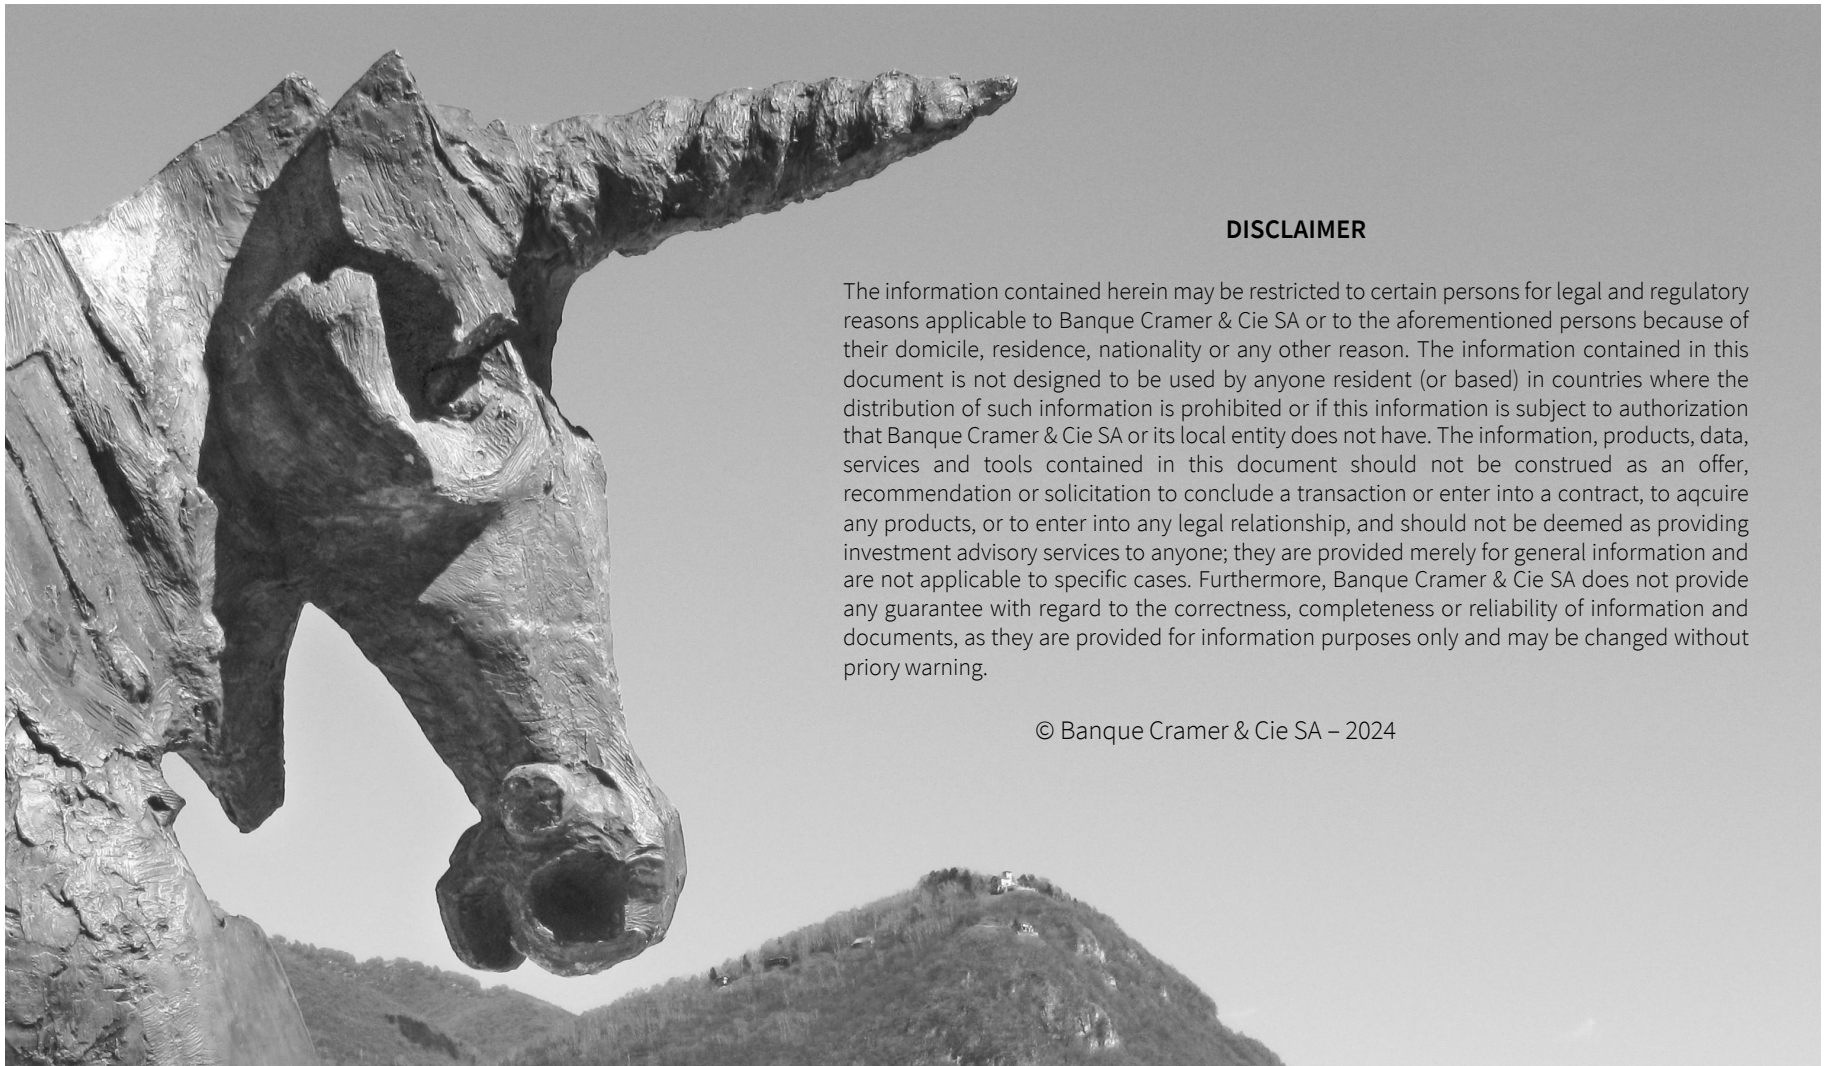 DISCLAIMER
The information contained herein may be restricted to certain persons for legal and regulatory
reasons applicable to Banque Cramer & Cie SA or to the aforementioned persons because of
their domicile, residence, nationality or any other reason. The information contained in this
document is not designed to be used by anyone resident (or based) in countries where the
distribution of such information is prohibited or if this information is subject to authorization
that Banque Cramer & Cie SA or its local entity does not have. The information, products, data,
services and tools contained in this document should not be construed as an offer,
recommendation or solicitation to conclude a transaction or enter into a contract, to aqcuire
any products, or to enter into any legal relationship, and should not be deemed as providing
investment advisory services to anyone; they are provided merely for general information and
are not applicable to specific cases. Furthermore, Banque Cramer & Cie SA does not provide
any guarantee with regard to the correctness, completeness or reliability of information and
documents, as they are provided for information purposes only and may be changed without
priory warning.
© Banque Cramer & Cie SA – 2024